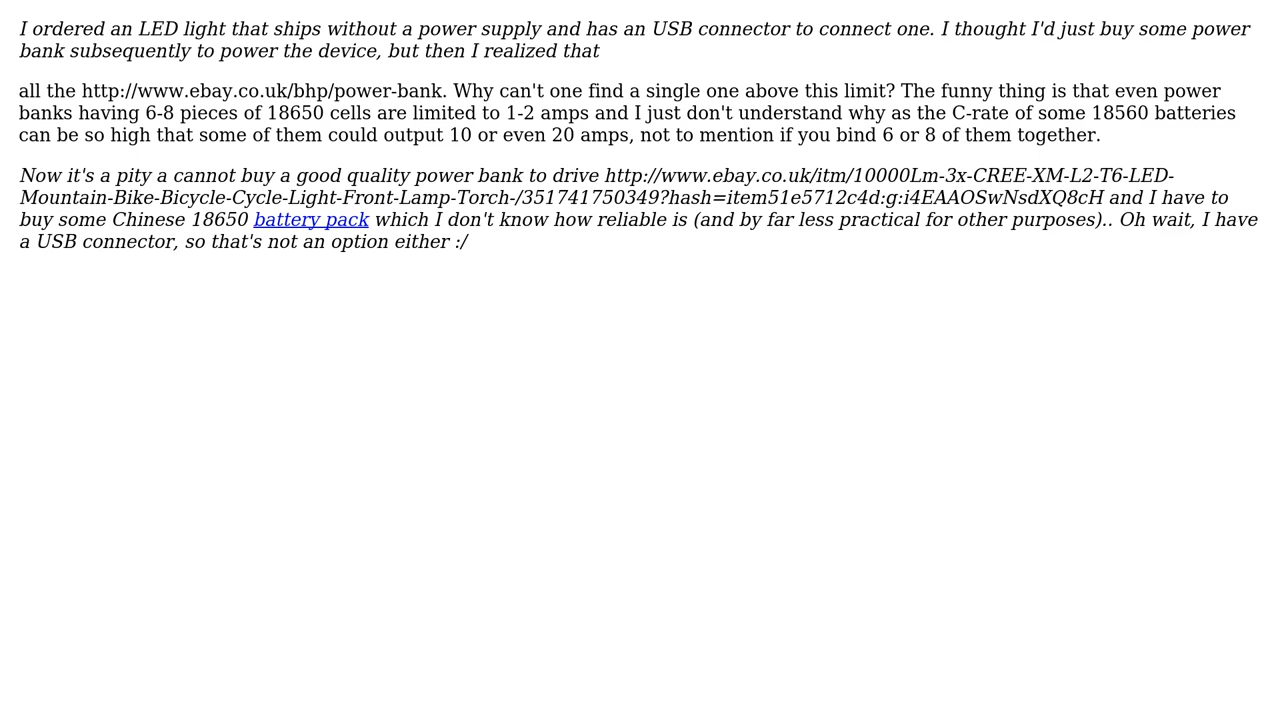 I ordered an LED light that ships without a power supply and has an USB connector to connect one. I thought I'd just buy some power
bank subsequently to power the device, but then I realized that
all the http://www.ebay.co.uk/bhp/power-bank. Why can't one find a single one above this limit? The funny thing is that even power
banks having 6-8 pieces of 18650 cells are limited to 1-2 amps and I just don't understand why as the C-rate of some 18560 batteries
can be so high that some of them could output 10 or even 20 amps, not to mention if you bind 6 or 8 of them together.
Now it's a pity a cannot buy a good quality power bank to drive http://www.ebay.co.uk/itm/10000Lm-3x-CREE-XM-L2-T6-LED-
Mountain-Bike-Bicycle-Cycle-Light-Front-Lamp-Torch-/351741750349?hash=item51e5712c4d:g:i4EAAOSwNsdXQ8cH and I have to
buy some Chinese 18650 battery pack which I don't know how reliable is (and by far less practical for other purposes).. Oh wait, I have
a USB connector, so that's not an option either :/